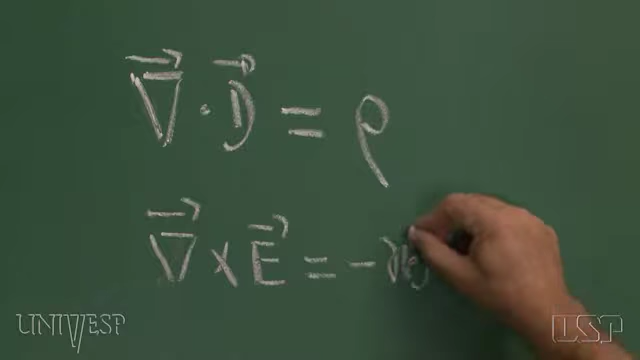 ∇⃗ · D⃗ = ρ
∇⃗ × E⃗ = -∂
UNIVESP
USP